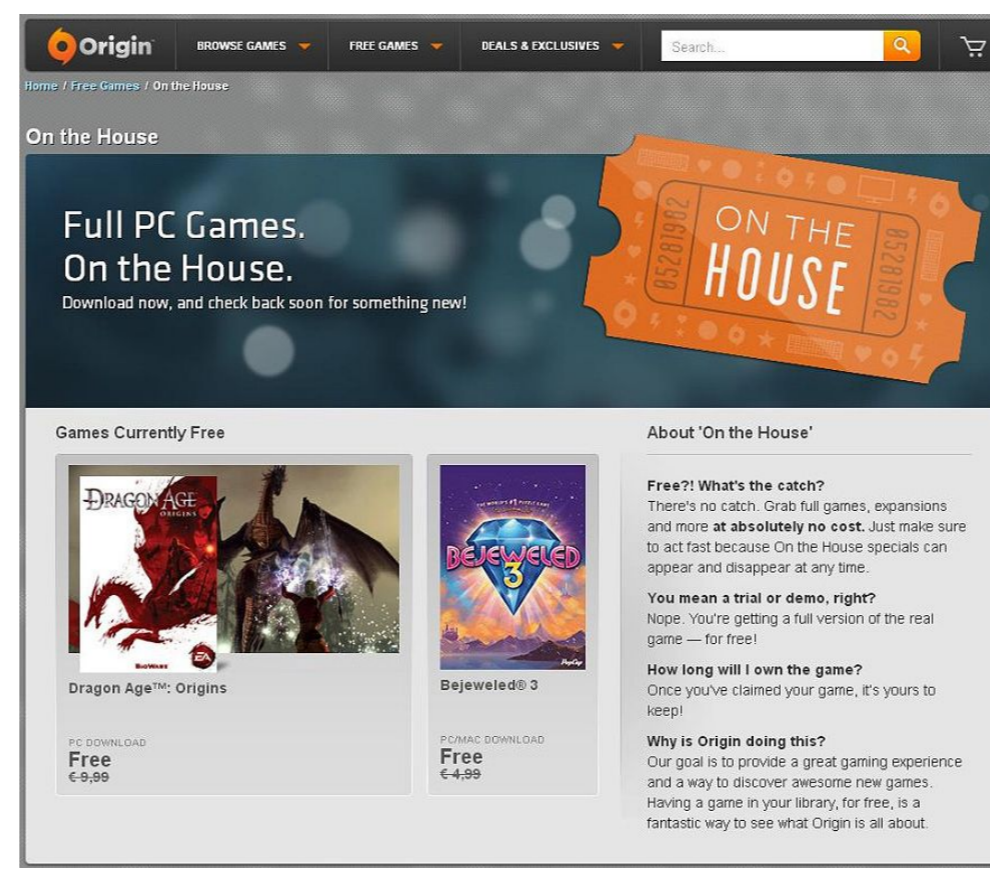 Origin
BROWSE GAMES
FREE GAMES
DEALS & EXCLUSIVES
Search...
Home / Free Games / On the House
On the House
Full PC Games.
On the House.
Download now, and check back soon for something new!
05281982
ON THE
HOUSE
05281982
Games Currently Free
DRAGON AGE
ORIGINS
BIOWARE
EA
Dragon Age™: Origins
PC DOWNLOAD
Free
€ 9,99
THE WORLD'S #1 PUZZLE GAME
BEJEWELED
3
PopCap
Bejeweled® 3
PC/MAC DOWNLOAD
Free
€ 4,99
About 'On the House'
Free?! What's the catch?
There's no catch. Grab full games, expansions
and more at absolutely no cost. Just make sure
to act fast because On the House specials can
appear and disappear at any time.
You mean a trial or demo, right?
Nope. You're getting a full version of the real
game — for free!
How long will I own the game?
Once you've claimed your game, it's yours to
keep!
Why is Origin doing this?
Our goal is to provide a great gaming experience
and a way to discover awesome new games.
Having a game in your library, for free, is a
fantastic way to see what Origin is all about.